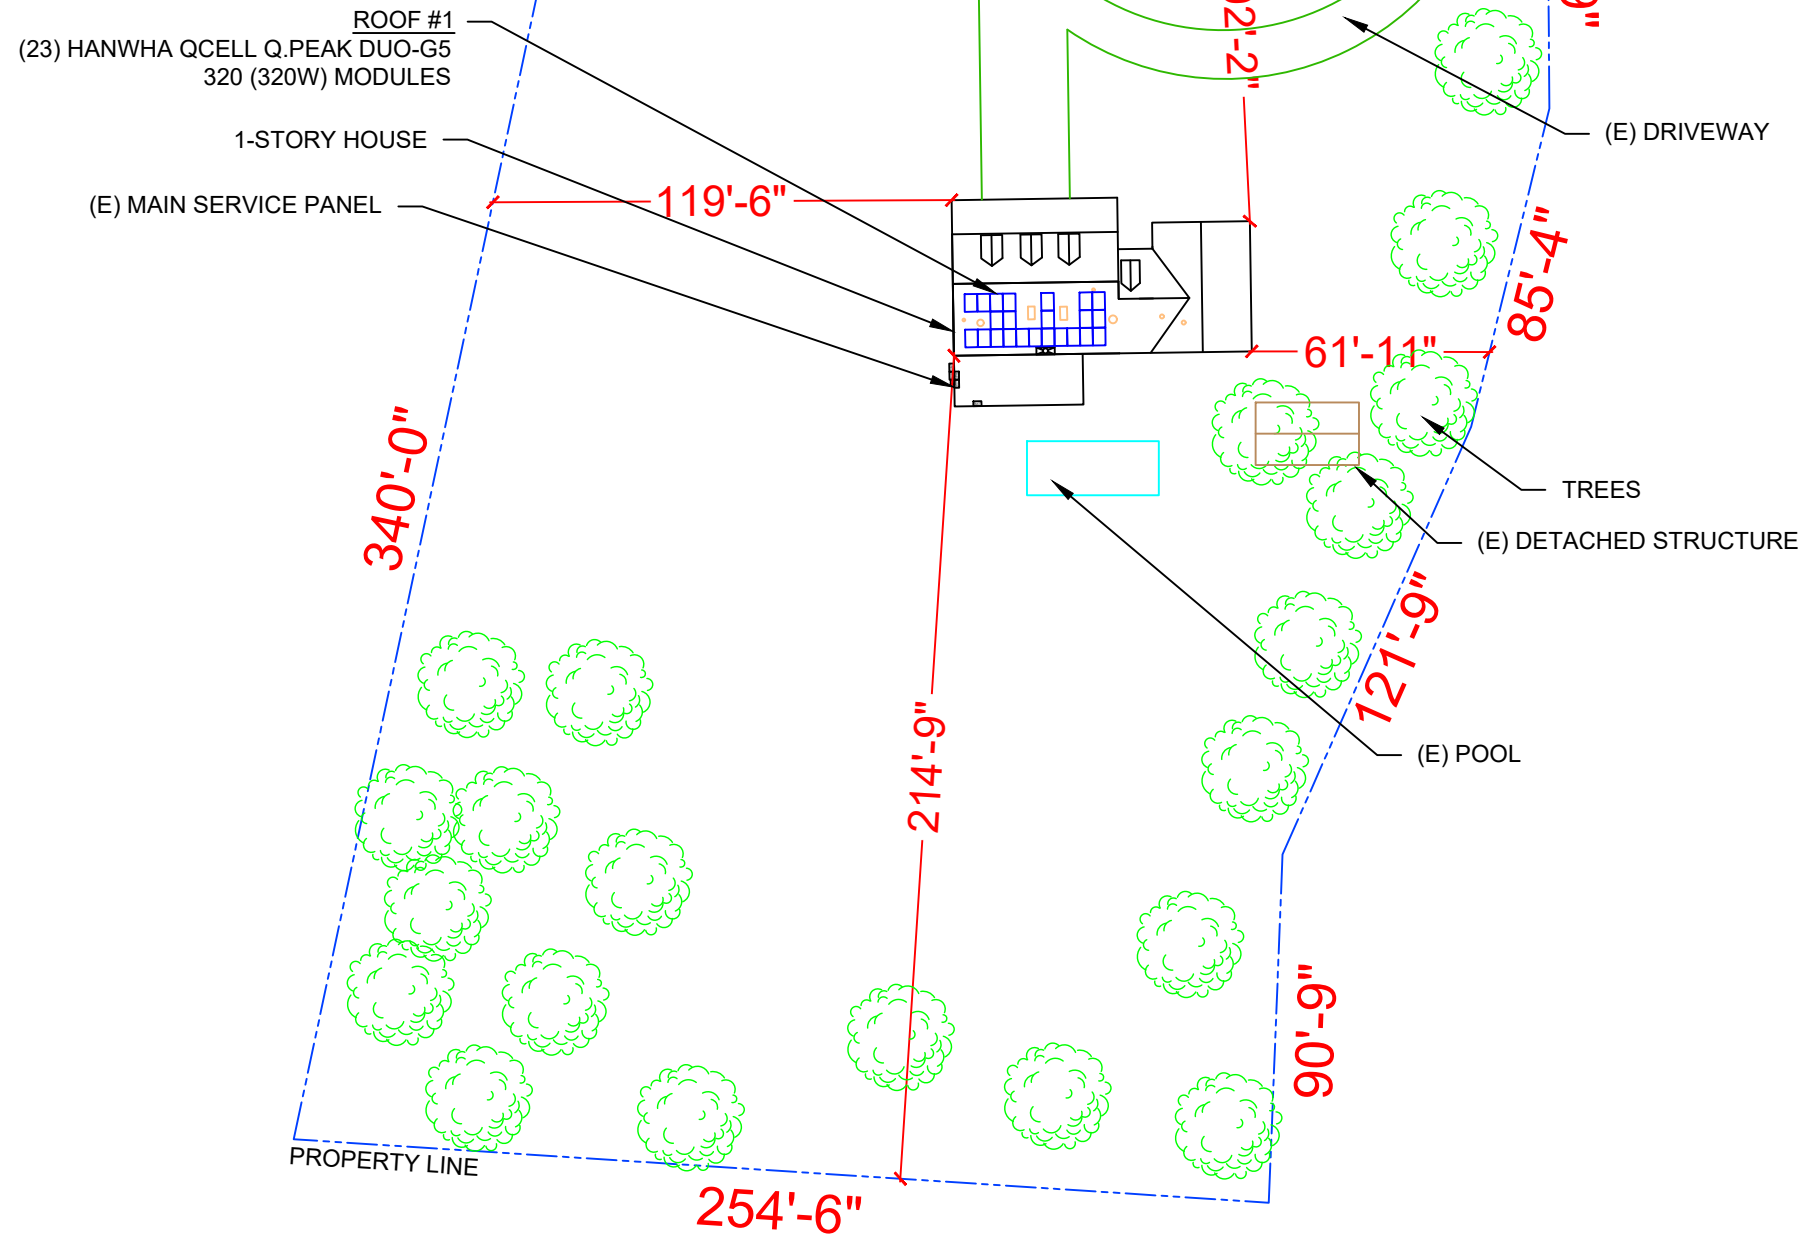 ROOF #1
(23) HANWHA QCELL Q.PEAK DUO-G5
320 (320W) MODULES
1-STORY HOUSE
(E) MAIN SERVICE PANEL
(E) DRIVEWAY
119'-6"
85'-4"
61'-11"
340'-0"
TREES
(E) DETACHED STRUCTURE
121'-9"
214'-9"
(E) POOL
90'-9"
PROPERTY LINE
254'-6"